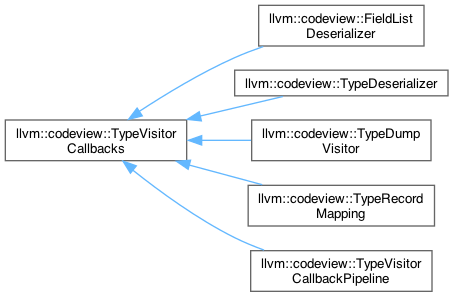 llvm::codeview::FieldList
Deserializer
llvm::codeview::TypeDeserializer
llvm::codeview::TypeVisitor
Callbacks
llvm::codeview::TypeDump
Visitor
llvm::codeview::TypeRecord
Mapping
llvm::codeview::TypeVisitor
CallbackPipeline